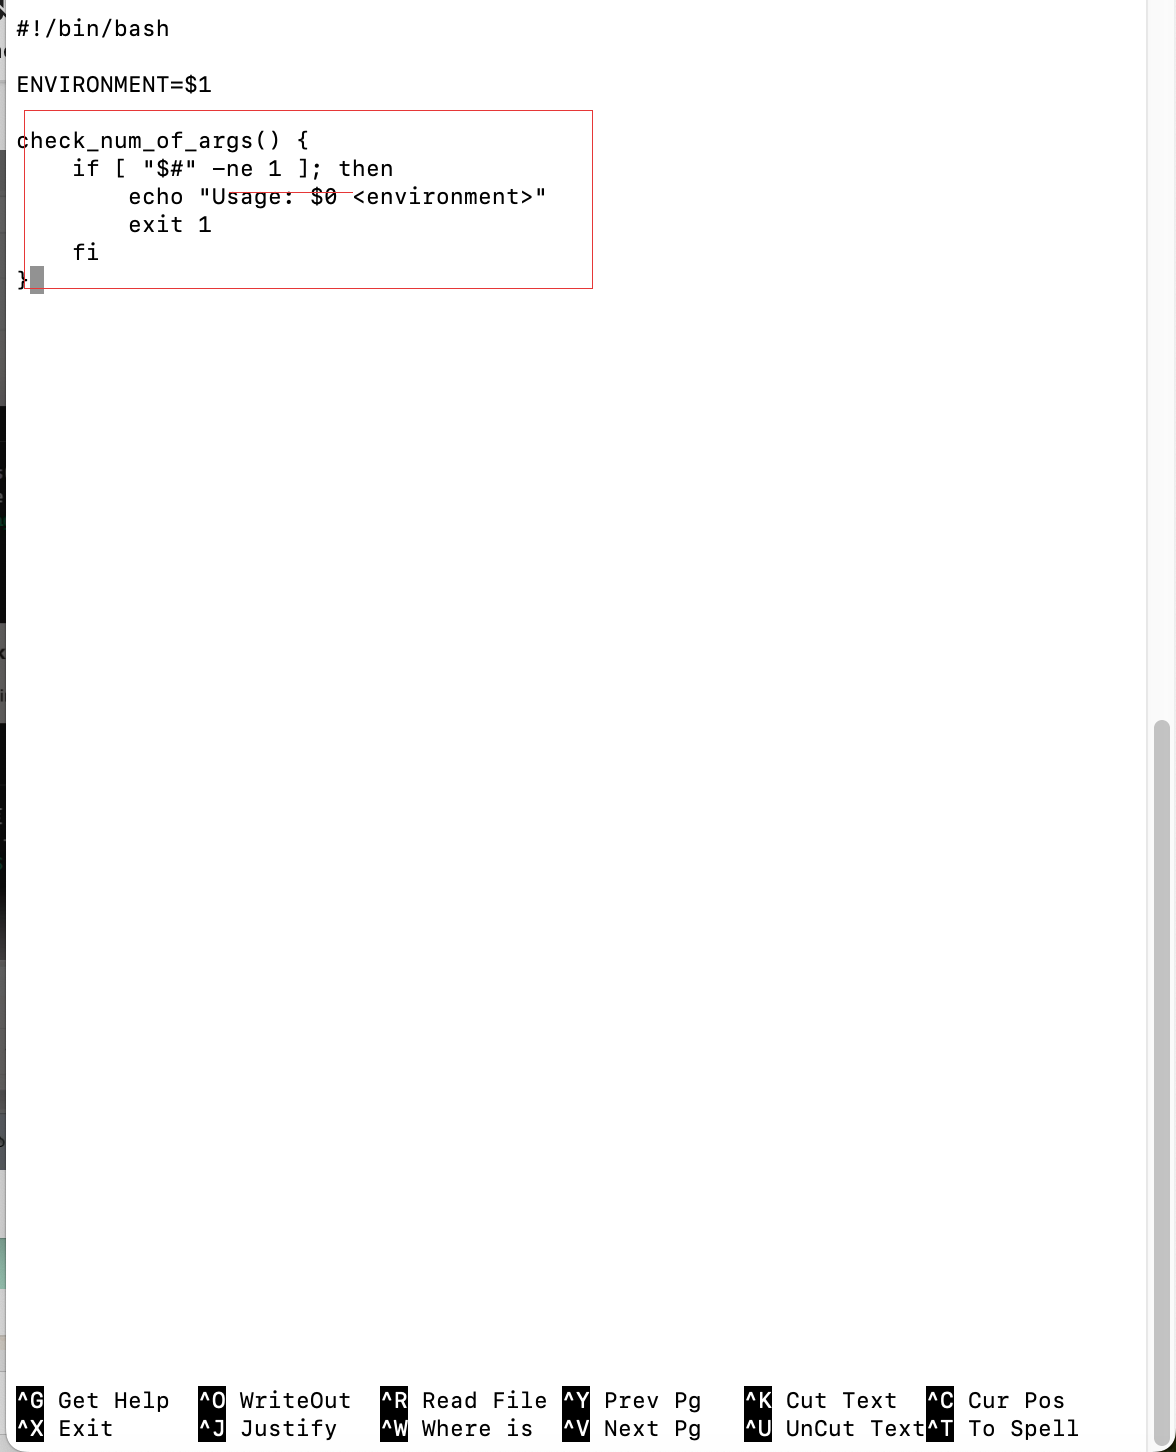 #!/bin/bash
ENVIRONMENT=$1
check_num_of_args() {
    if [ "$#" –ne 1 ]; then
        echo "Usage: $0 <environment>"
        exit 1
    fi
}
^G Get Help  ^O WriteOut  ^R Read File ^Y Prev Pg   ^K Cut Text  ^C Cur Pos
^X Exit      ^J Justify   ^W Where is  ^V Next Pg   ^U UnCut Text^T To Spell